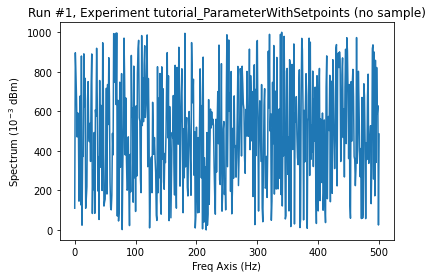 Run #1, Experiment tutorial_ParameterWithSetpoints (no sample)
1000
800
600
400
200
0
Spectrum (10⁻³ dBm)
0 100 200 300 400 500
Freq Axis (Hz)